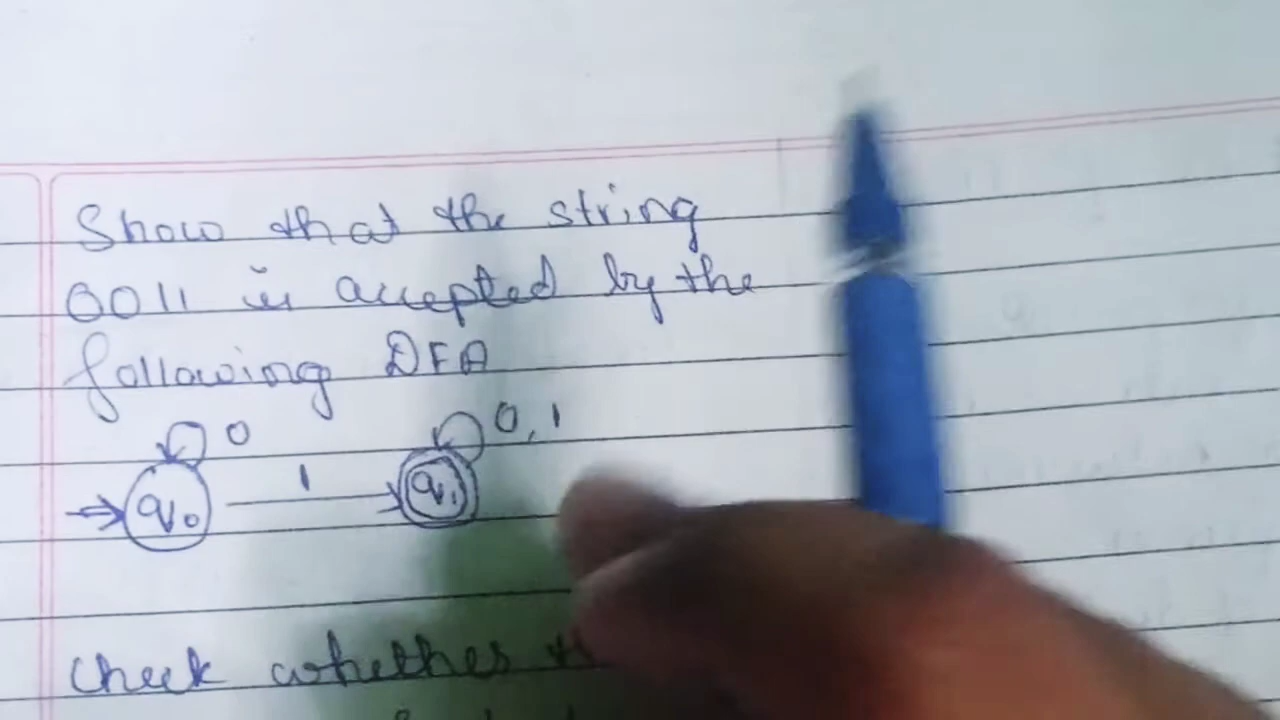 Show that the string
0011 is accepted by the
following DFA
0 0,1
q0 1 q1
Check whether